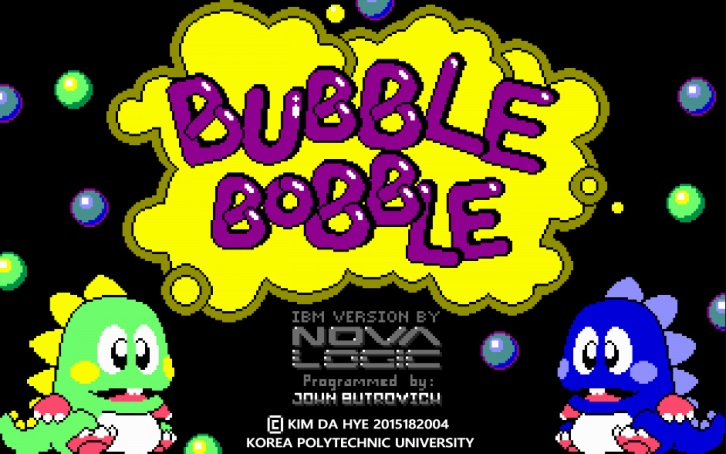 BUBBLE
BOBBLE
IBM VERSION BY
NOVA
LOGIC
Programmed by:
JOHN BUTROVICH
© KIM DA HYE 2015182004
KOREA POLYTECHNIC UNIVERSITY